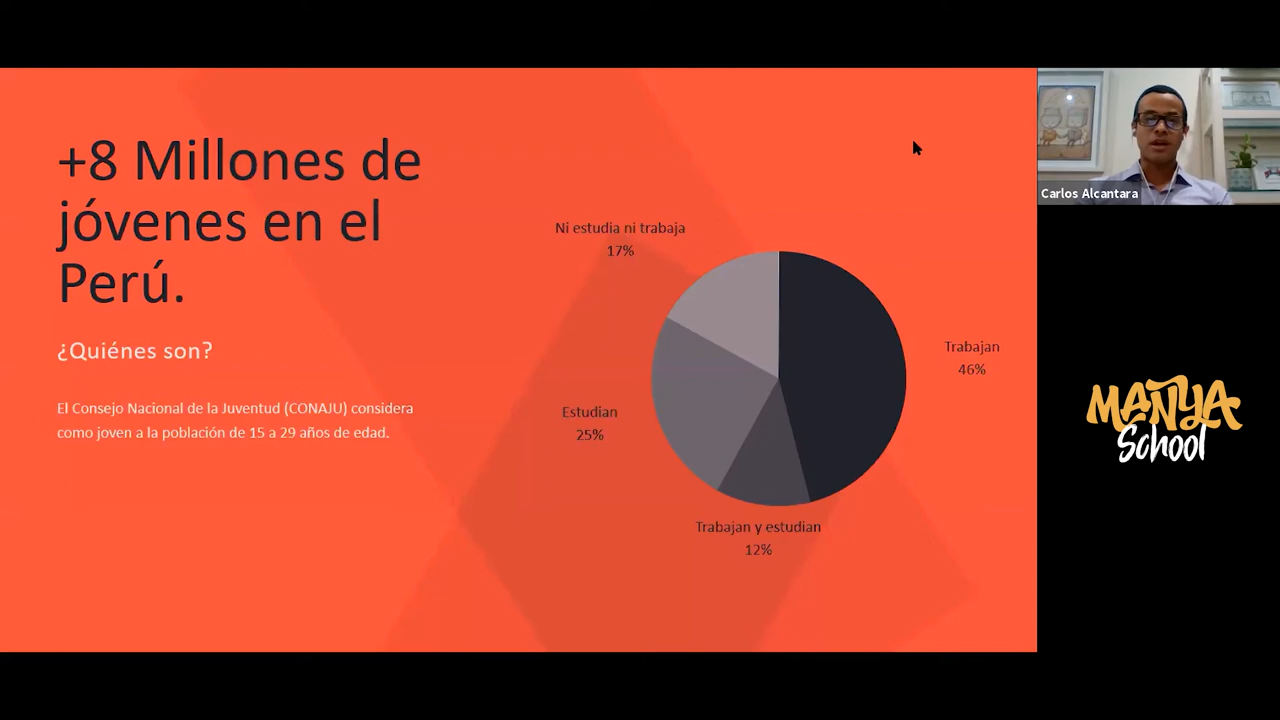 +8 Millones de
jóvenes en el
Perú.
¿Quiénes son?
El Consejo Nacional de la Juventud (CONAJU) considera
como joven a la población de 15 a 29 años de edad.
Ni estudia ni trabaja
17%
Trabajan
46%
Estudian
25%
Trabajan y estudian
12%
Carlos Alcantara
MANYA
School